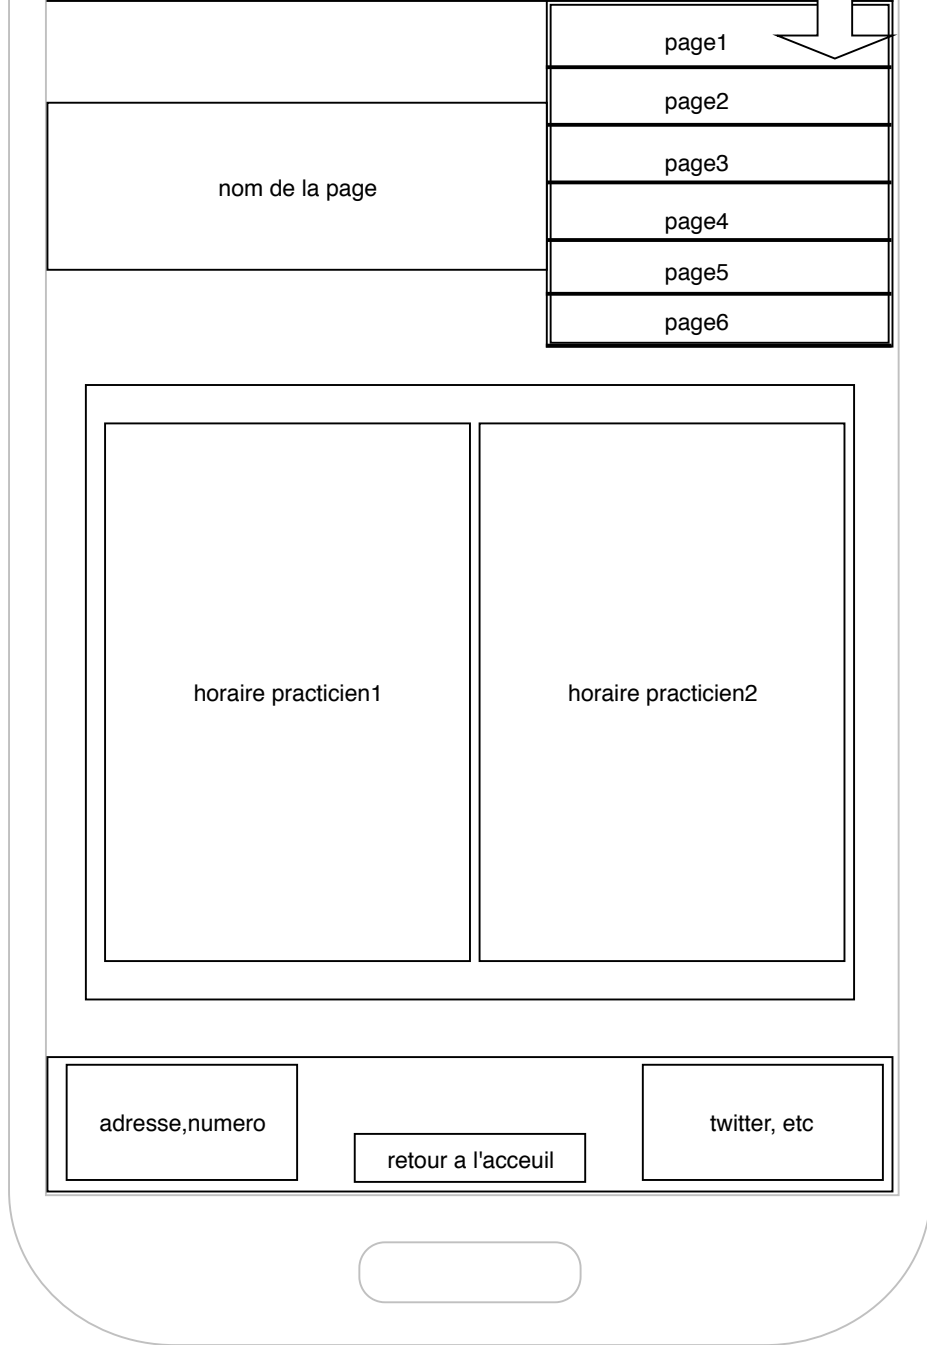 page1
page2
page3
nom de la page
page4
page5
page6
horaire practicien1
horaire practicien2
adresse,numero
twitter, etc
retour a l'acceuil